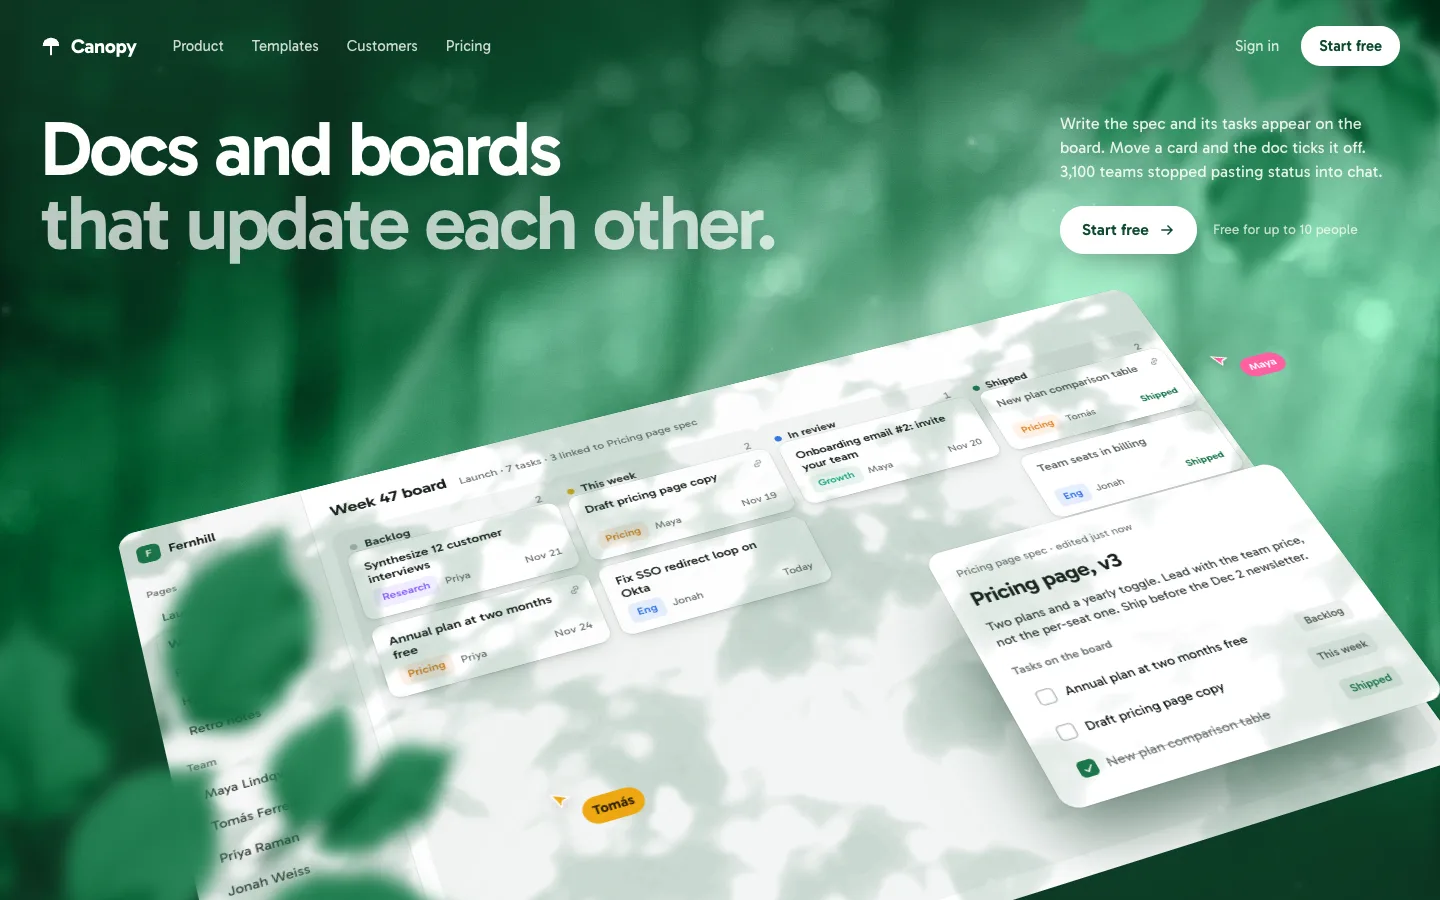 Canopy
Product
Templates
Customers
Pricing
Sign in
Start free
Docs and boards
that update each other.
Write the spec and its tasks appear on the
board. Move a card and the doc ticks it off.
3,100 teams stopped pasting status into chat.
Start free
Free for up to 10 people
F
Fernhill
Pages
Retro notes
Team
Maya
Tomás
Priya Raman
Jonah Weiss
Week 47 board
Launch · 7 tasks · 3 linked to Pricing page spec
Backlog
2
Synthesize 12 customer
interviews
Research
Priya
Nov 21
Annual plan at two months
free
Pricing
Priya
Nov 24
This week
2
Draft pricing page copy
Pricing
Maya
Nov 19
Fix SSO redirect loop on
Okta
Eng
Jonah
Today
In review
1
Onboarding email #2: invite
your team
Growth
Maya
Nov 20
Shipped
2
New plan comparison table
Pricing
Tomás
Shipped
Team seats in billing
Eng
Jonah
Shipped
Maya
Tomás
Pricing page spec · edited just now
Pricing page, v3
Two plans and a yearly toggle. Lead with the team price,
not the per-seat one. Ship before the Dec 2 newsletter.
Tasks on the board
Annual plan at two months free
Backlog
Draft pricing page copy
This week
New plan comparison table
Shipped